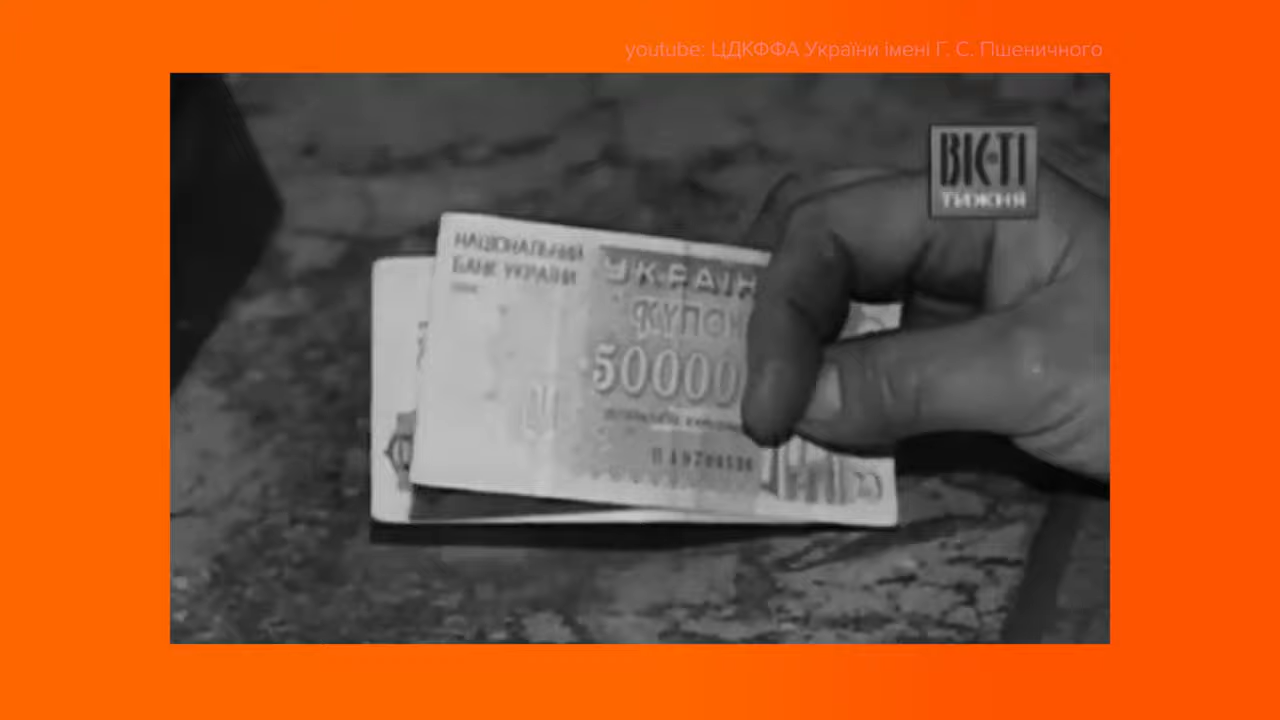 youtube: ЦДКФФА України імені Г. С. Пшеничного
ВІСТІ
ТИЖНЯ
НАЦІОНАЛЬНИЙ
БАНК УКРАЇНИ
УКРАЇН
КУПОН
50000